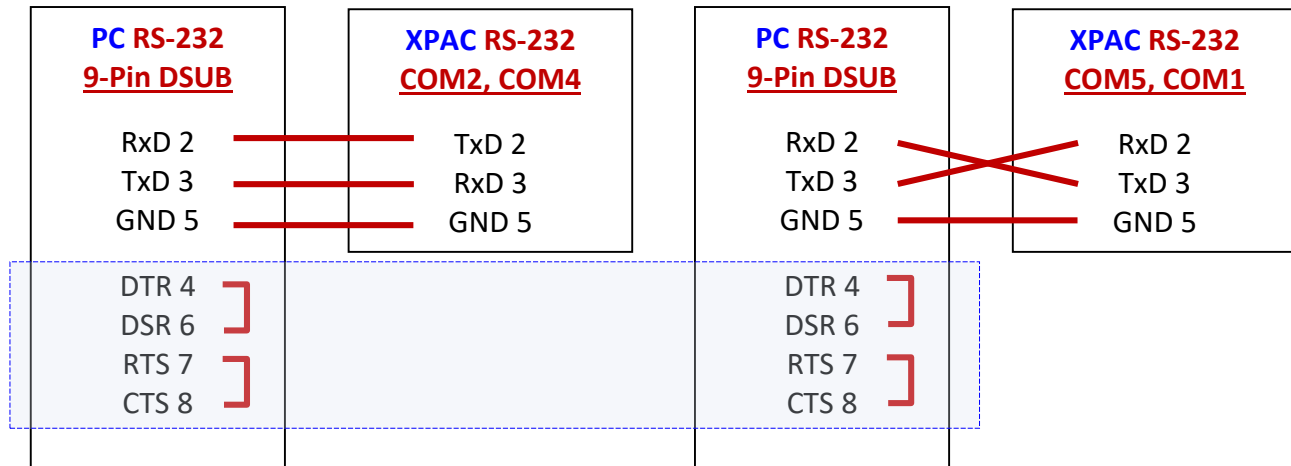 PC RS-232
9-Pin DSUB
RxD 2
TxD 3
GND 5
DTR 4
DSR 6
RTS 7
CTS 8
XPAC RS-232
COM2, COM4
TxD 2
RxD 3
GND 5
PC RS-232
9-Pin DSUB
RxD 2
TxD 3
GND 5
DTR 4
DSR 6
RTS 7
CTS 8
XPAC RS-232
COM5, COM1
RxD 2
TxD 3
GND 5